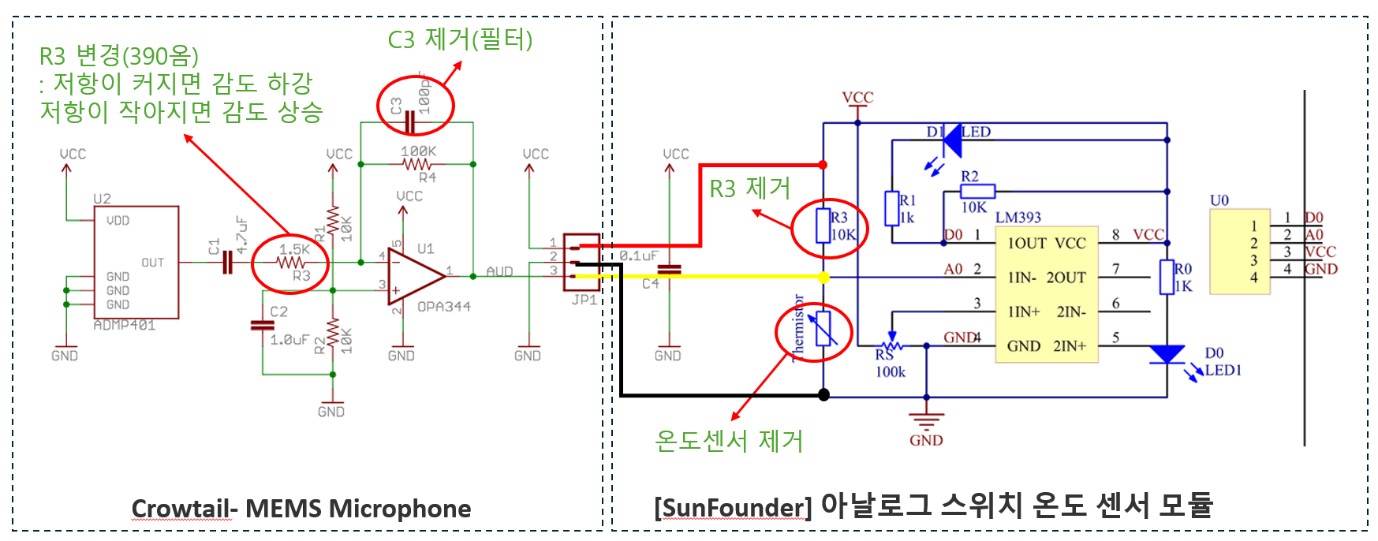 R3 변경(390옴)
: 저항이 커지면 감도 하강
저항이 작아지면 감도 상승
C3 제거(필터)
C3
100pF
100K
R4
VCC
U2
VDD
OUT
GND
GND
GND
ADMP401
GND
C1
4.7uF
1.5K
R3
VCC
R1
10K
VCC
5
U1
4
3
+
1
2
OPA344
GND
C2
1.0uF
R2
10K
GND
AUD
VCC
1
2
3
JP1
GND
VCC
0.1uF
C4
GND
Crowtail- MEMS Microphone
VCC
R3 제거
R3
10K
Thermistor
온도센서 제거
D1
LED
R1
1k
R2
10K
LM393
D0
1
1OUT
VCC
8
VCC
A0
2
1IN-
2OUT
7
3
1IN+
2IN-
6
GND
4
GND
2IN+
5
RS
100k
GND
R0
1K
D0
LED1
U0
1
1
D0
2
2
A0
3
3
VCC
4
4
GND
[SunFounder] 아날로그 스위치 온도 센서 모듈